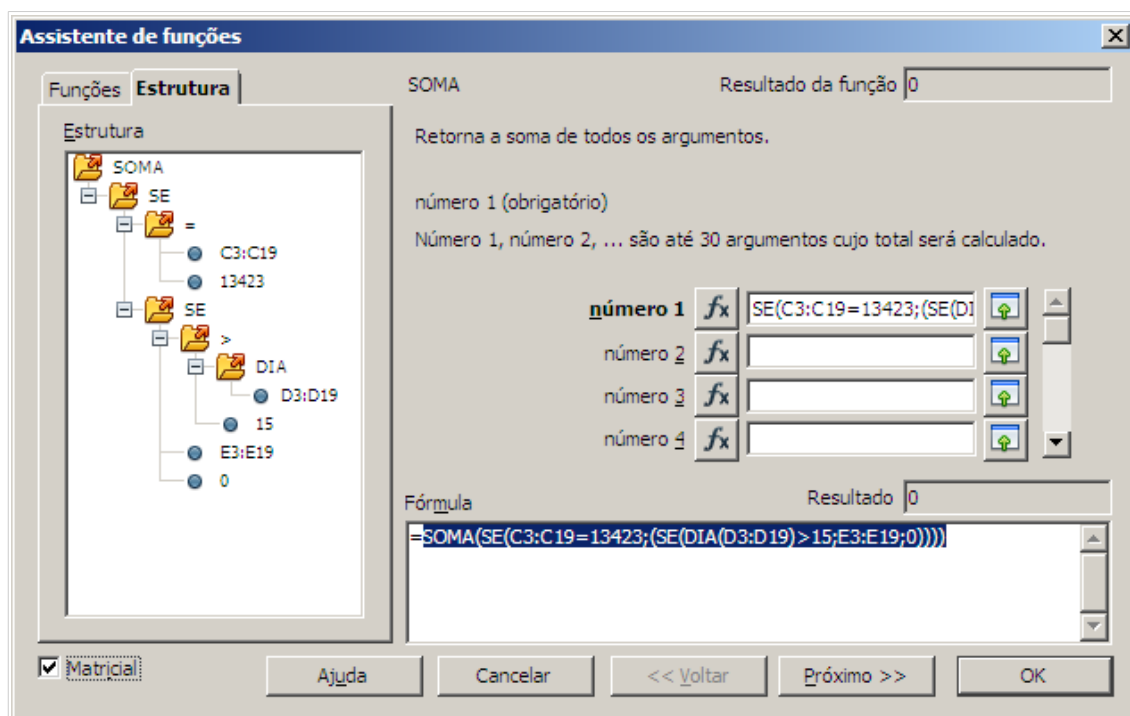 Assistente de funções
Funções Estrutura
Estrutura
SOMA
SE
=
C3:C19
13423
SE
>
DIA
D3:D19
15
E3:E19
0
SOMA Resultado da função 0
Retorna a soma de todos os argumentos.
número 1 (obrigatório)
Número 1, número 2, ... são até 30 argumentos cujo total será calculado.
número 1 fx SE(C3:C19=13423;(SE(DI
número 2 fx
número 3 fx
número 4 fx
Fórmula Resultado 0
=SOMA(SE(C3:C19=13423;(SE(DIA(D3:D19)>15;E3:E19;0))))
Matricial Ajuda Cancelar << Voltar Próximo >> OK